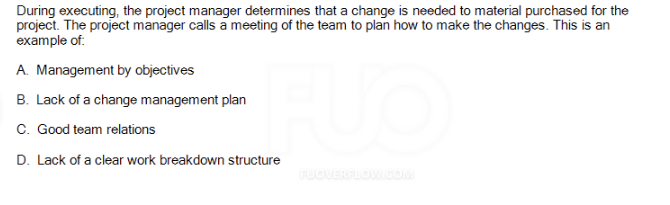 During executing, the project manager determines that a change is needed to material purchased for the
project. The project manager calls a meeting of the team to plan how to make the changes. This is an
example of:
A. Management by objectives
B. Lack of a change management plan
C. Good team relations
D. Lack of a clear work breakdown structure
FUO
FUOVERFLOW.COM